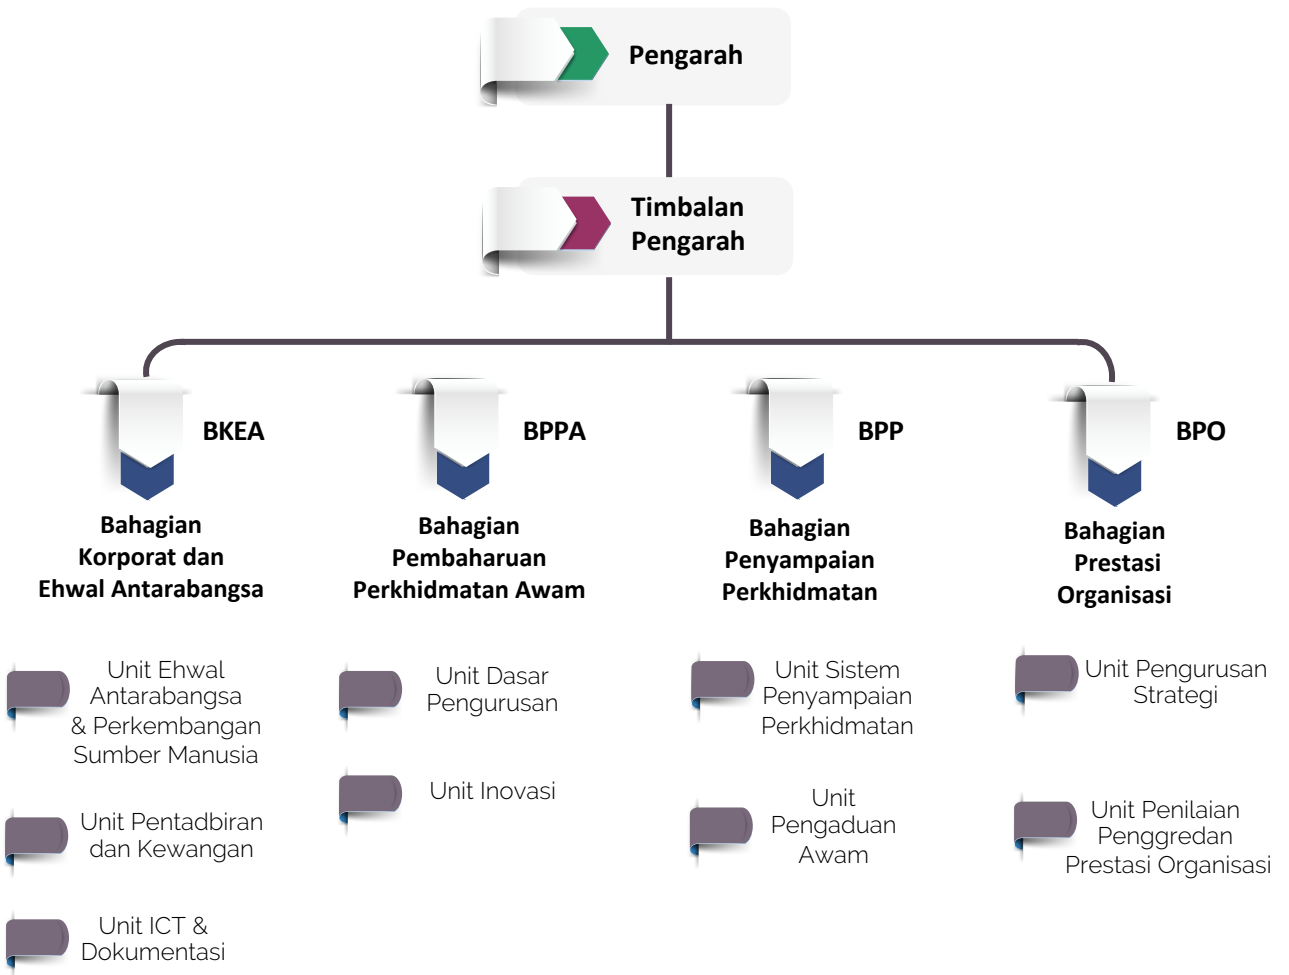 Pengarah
Timbalan
Pengarah
BKEA
Bahagian
Korporat dan
Ehwal Antarabangsa
Unit Ehwal
Antarabangsa
& Perkembangan
Sumber Manusia
Unit Pentadbiran
dan Kewangan
Unit ICT &
Dokumentasi
BPPA
Bahagian
Pembaharuan
Perkhidmatan Awam
Unit Dasar
Pengurusan
Unit Inovasi
BPP
Bahagian
Penyampaian
Perkhidmatan
Unit Sistem
Penyampaian
Perkhidmatan
Unit
Pengaduan
Awam
BPO
Bahagian
Prestasi
Organisasi
Unit Pengurusan
Strategi
Unit Penilaian
Penggredan
Prestasi Organisasi